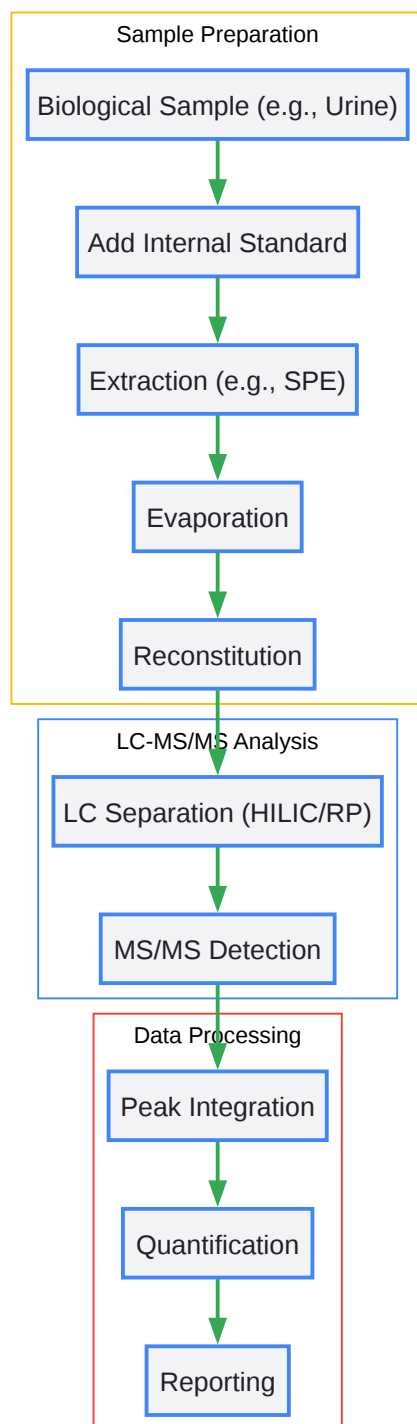 Sample Preparation
Biological Sample (e.g., Urine)
Add Internal Standard
Extraction (e.g., SPE)
Evaporation
Reconstitution
LC-MS/MS Analysis
LC Separation (HILIC/RP)
MS/MS Detection
Data Processing
Peak Integration
Quantification
Reporting